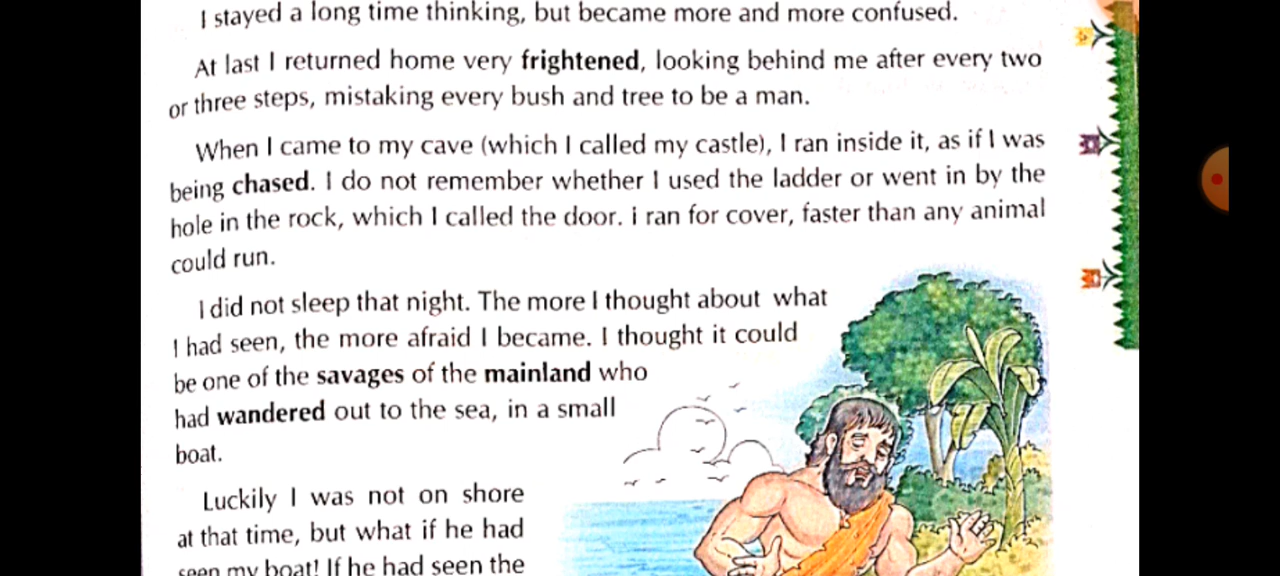 I stayed a long time thinking, but became more and more confused.
At last I returned home very frightened, looking behind me after every two
or three steps, mistaking every bush and tree to be a man.
When I came to my cave (which I called my castle), I ran inside it, as if I was
being chased. I do not remember whether I used the ladder or went in by the
hole in the rock, which I called the door. i ran for cover, faster than any animal
could run.
I did not sleep that night. The more I thought about what
I had seen, the more afraid I became. I thought it could
be one of the savages of the mainland who
had wandered out to the sea, in a small
boat.
Luckily I was not on shore
at that time, but what if he had
seen my boat! If he had seen the